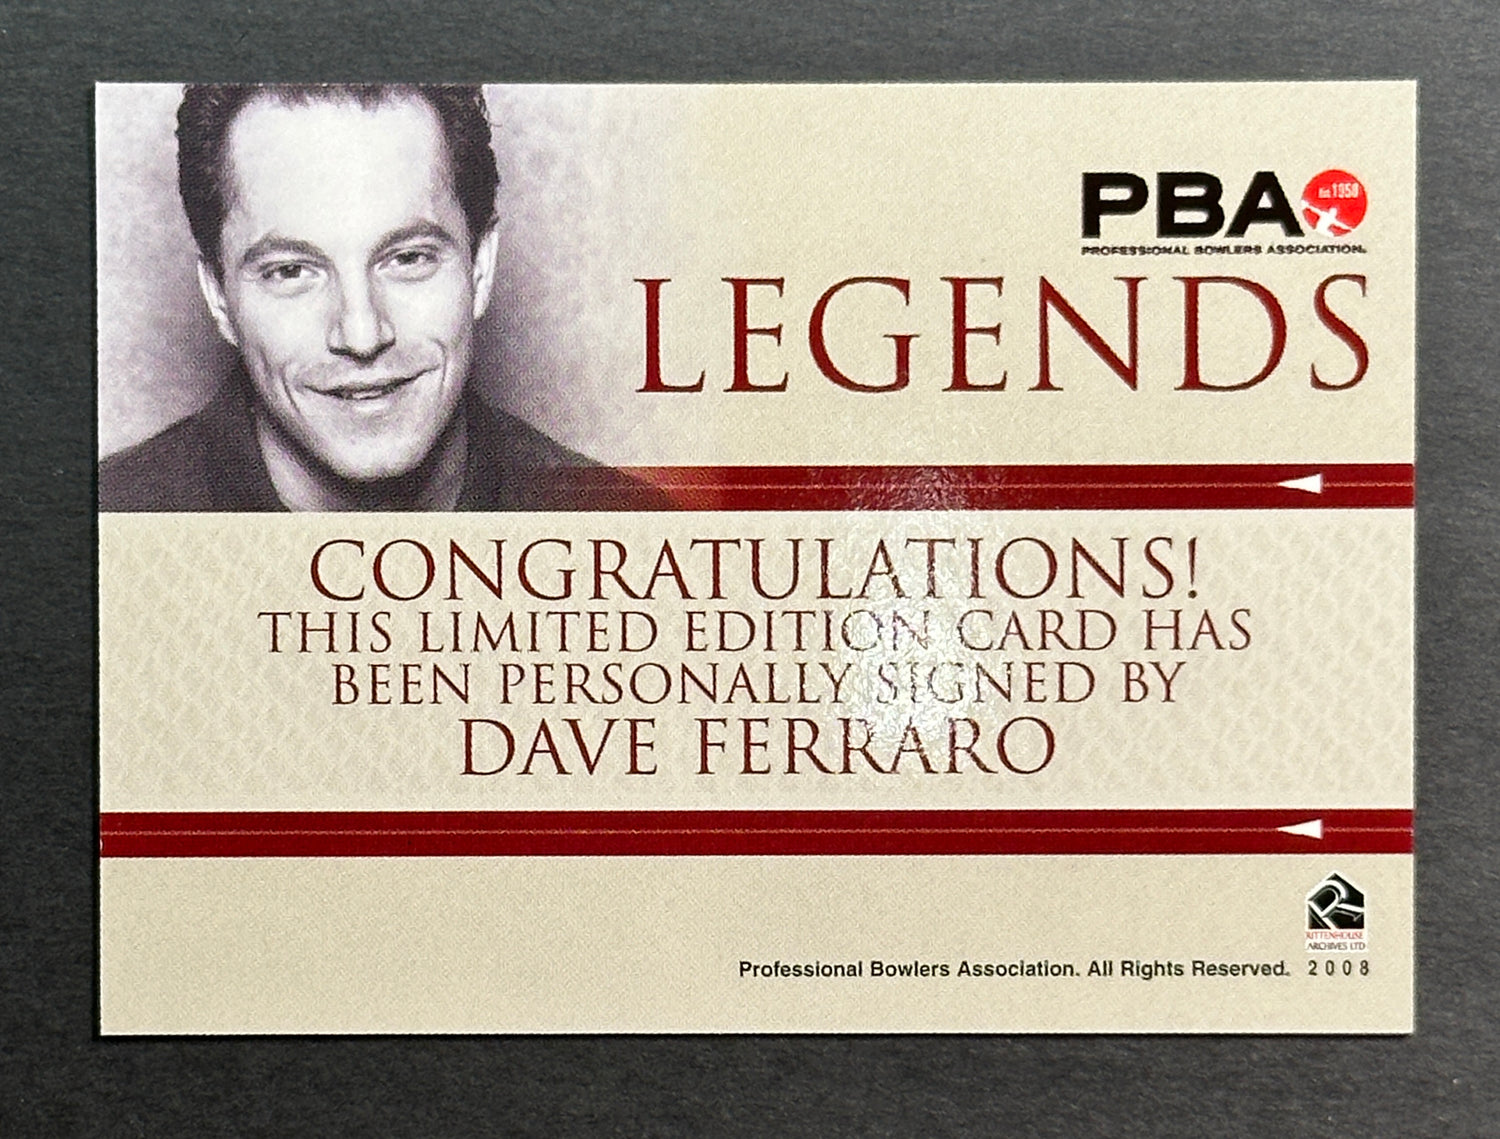 PBA
Est. 1958
PROFESSIONAL BOWLERS ASSOCIATION.
LEGENDS
CONGRATULATIONS!
THIS LIMITED EDITION CARD HAS
BEEN PERSONALLY SIGNED BY
DAVE FERRARO
RITTENHOUSE
ARCHIVES LTD
Professional Bowlers Association. All Rights Reserved. 2008